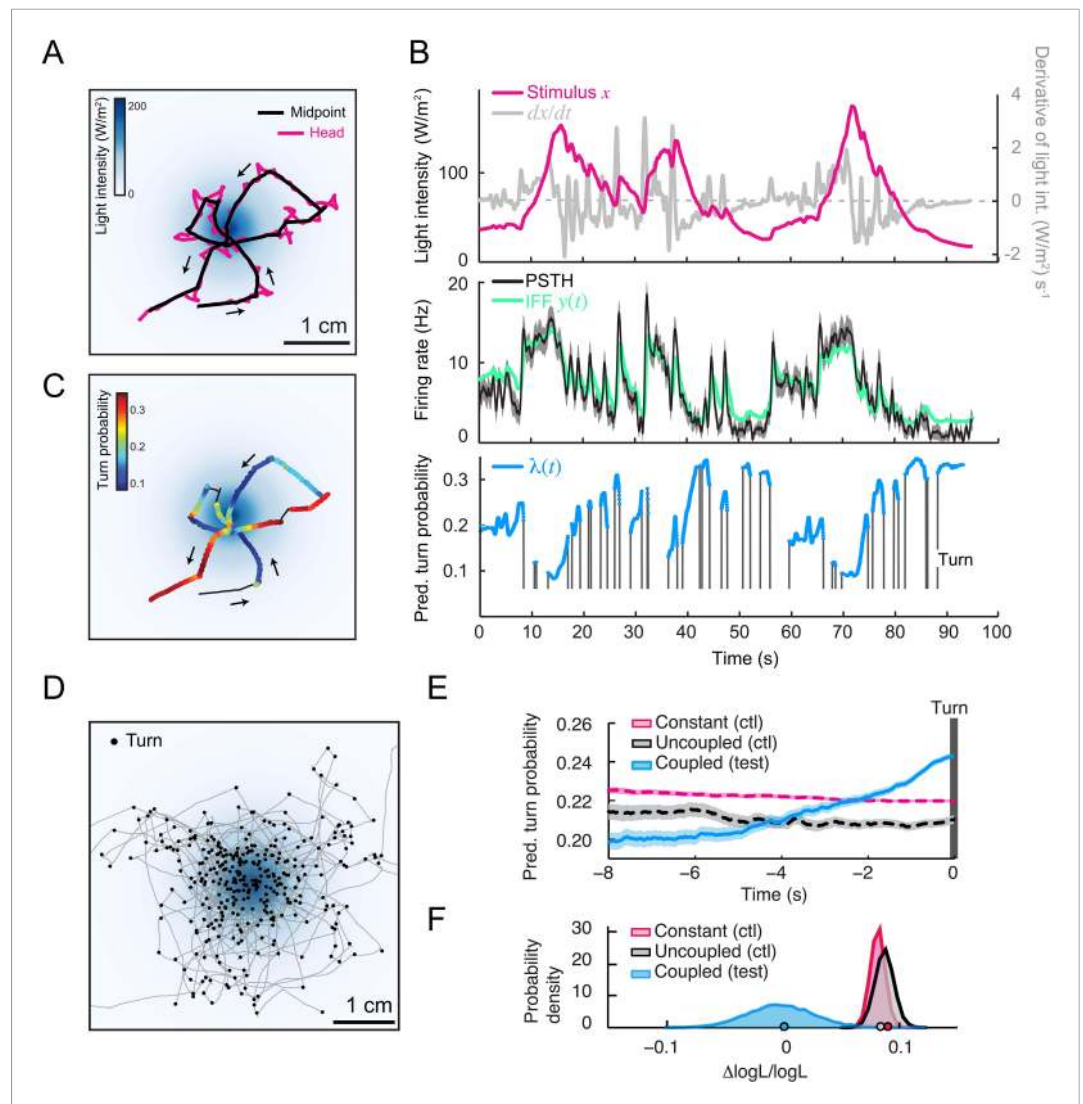 A
Light intensity (W/m²)
200
0
Midpoint
Head
1 cm
B
Stimulus x
dx/dt
Light intensity (W/m²)
100
0
Derivative of light int. (W/m²) s⁻¹
4
2
0
-2
PSTH
IFF y(t)
Firing rate (Hz)
20
10
0
λ(t)
Pred. turn probability
0.3
0.2
0.1
Turn
0 10 20 30 40 50 60 70 80 90 100
Time (s)
C
Turn probability
0.3
0.2
0.1
D
Turn
1 cm
E
Turn
Constant (ctl)
Uncoupled (ctl)
Coupled (test)
Pred. turn probability
0.26
0.24
0.22
0.20
−8 −6 −4 −2 0
Time (s)
F
Constant (ctl)
Uncoupled (ctl)
Coupled (test)
Probability
density
30
20
10
0
−0.1 0 0.1
ΔlogL/logL